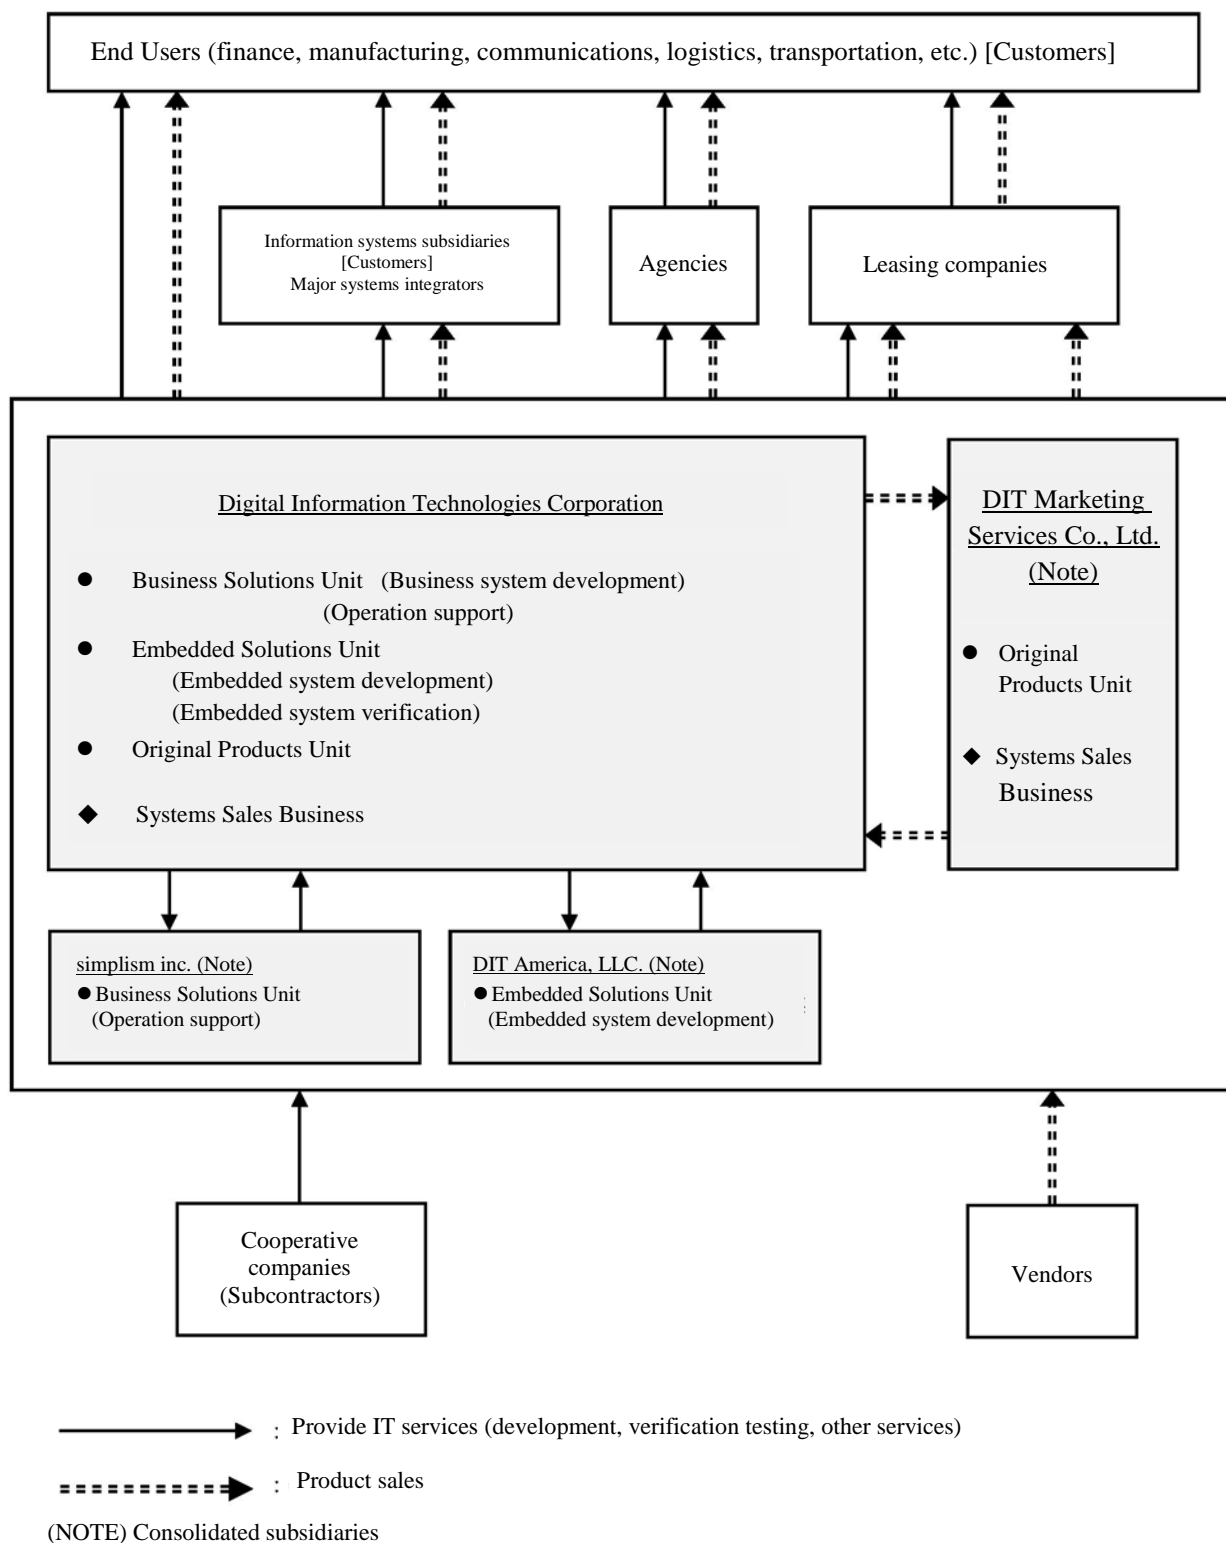 End Users (finance, manufacturing, communications, logistics, transportation, etc.) [Customers]
Information systems subsidiaries
[Customers]
Major systems integrators
Agencies
Leasing companies
Digital Information Technologies Corporation
● Business Solutions Unit (Business system development)
(Operation support)
● Embedded Solutions Unit
(Embedded system development)
(Embedded system verification)
● Original Products Unit
◆ Systems Sales Business
DIT Marketing
Services Co., Ltd.
(Note)
● Original
Products Unit
◆ Systems Sales
Business
simplism inc. (Note)
● Business Solutions Unit
(Operation support)
DIT America, LLC. (Note)
● Embedded Solutions Unit
(Embedded system development)
Cooperative
companies
(Subcontractors)
Vendors
: Provide IT services (development, verification testing, other services)
: Product sales
(NOTE) Consolidated subsidiaries